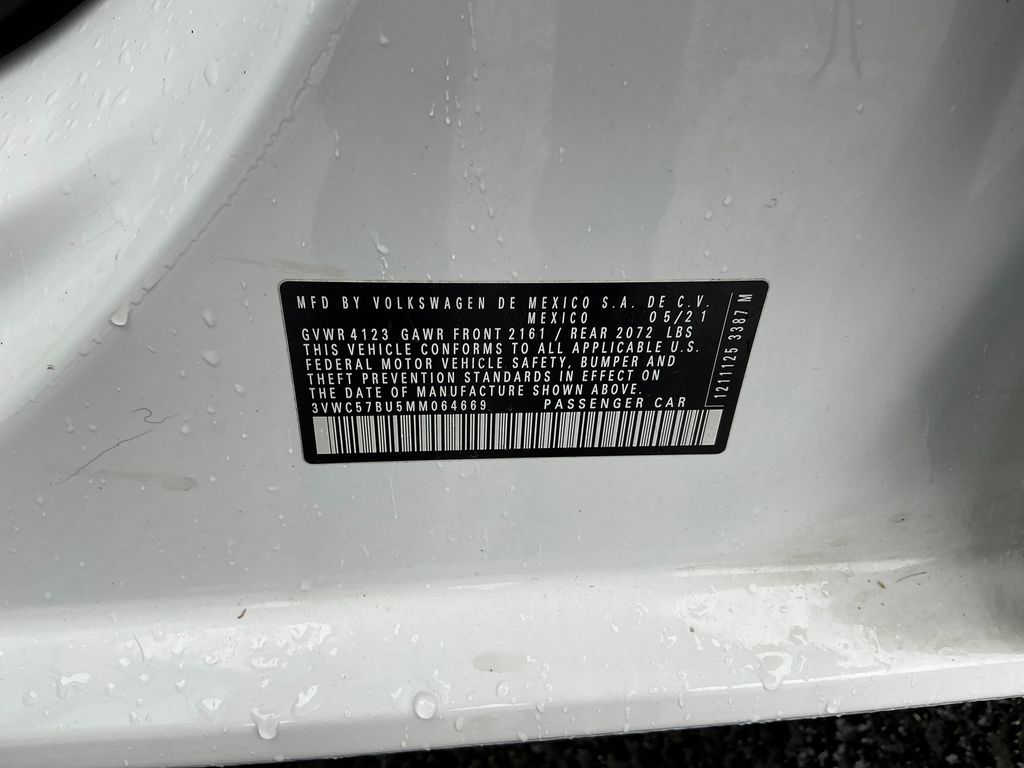 MFD BY VOLKSWAGEN DE MEXICO S.A. DE C.V.
MEXICO 05/21
GVWR 4123 GAWR FRONT 2161 / REAR 2072 LBS
THIS VEHICLE CONFORMS TO ALL APPLICABLE U.S.
FEDERAL MOTOR VEHICLE SAFETY, BUMPER AND
THEFT PREVENTION STANDARDS IN EFFECT ON
THE DATE OF MANUFACTURE SHOWN ABOVE.
3VWC57BU5MM064669 PASSENGER CAR
1211125 3387 M